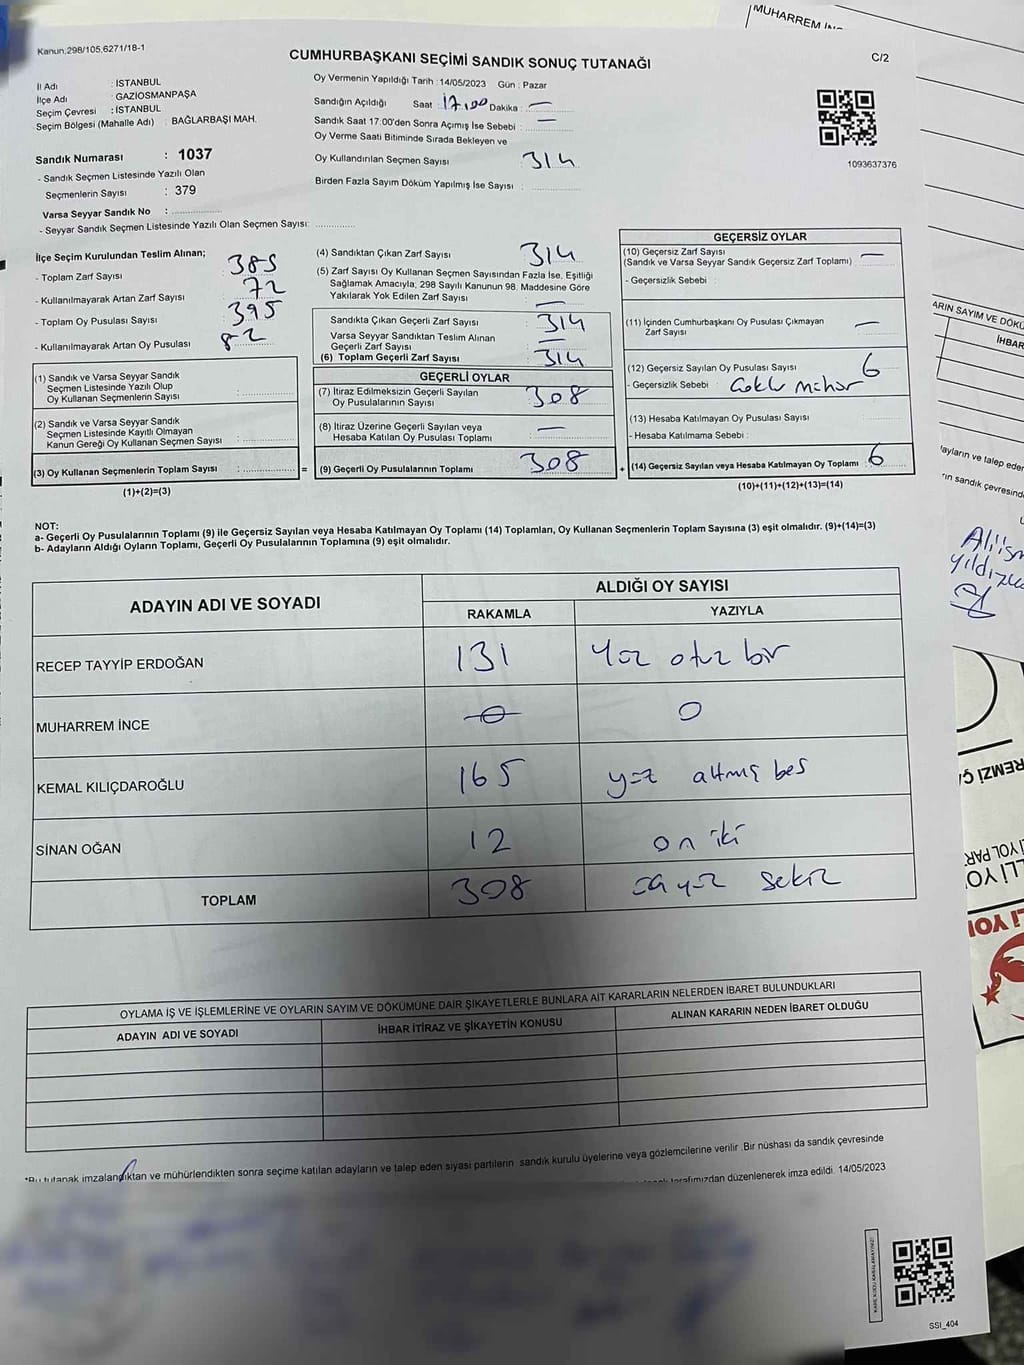 MUHARREM İNC
Kanun,298/105,6271/18-1
CUMHURBAŞKANI SEÇİMİ SANDIK SONUÇ TUTANAĞI
C/2
İl Adı : İSTANBUL
İlçe Adı : GAZİOSMANPAŞA
Seçim Çevresi : İSTANBUL
Seçim Bölgesi (Mahalle Adı) : BAĞLARBAŞI MAH.
Sandık Numarası : 1037
- Sandık Seçmen Listesinde Yazılı Olan
Seçmenlerin Sayısı : 379
Varsa Seyyar Sandık No :
- Seyyar Sandık Seçmen Listesinde Yazılı Olan Seçmen Sayısı:
Oy Vermenin Yapıldığı Tarih : 14/05/2023 Gün : Pazar
Sandığın Açıldığı Saat : 17,00 Dakika : —
Sandık Saat 17:00'den Sonra Açımış İse Sebebi : —
Oy Verme Saati Bitiminde Sırada Bekleyen ve
Oy Kullandırılan Seçmen Sayısı 314
Birden Fazla Sayım Döküm Yapılmış İse Sayısı :
1093637376
İlçe Seçim Kurulundan Teslim Alınan;
- Toplam Zarf Sayısı 385
- Kullanılmayarak Artan Zarf Sayısı 72
- Toplam Oy Pusulası Sayısı 395
- Kullanılmayarak Artan Oy Pusulası 82
(1) Sandık ve Varsa Seyyar Sandık
Seçmen Listesinde Yazılı Olup
Oy Kullanan Seçmenlerin Sayısı :
(2) Sandık ve Varsa Seyyar Sandık
Seçmen Listesinde Kayıtlı Olmayan
Kanun Gereği Oy Kullanan Seçmen Sayısı :
(3) Oy Kullanan Seçmenlerin Toplam Sayısı : =
(1)+(2)=(3)
(4) Sandıktan Çıkan Zarf Sayısı 314
(5) Zarf Sayısı Oy Kullanan Seçmen Sayısından Fazla İse, Eşitliği
Sağlamak Amacıyla; 298 Sayılı Kanunun 98. Maddesine Göre
Yakılarak Yok Edilen Zarf Sayısı —
Sandıkta Çıkan Geçerli Zarf Sayısı 314
Varsa Seyyar Sandıktan Teslim Alınan
Geçerli Zarf Sayısı —
(6) Toplam Geçerli Zarf Sayısı 314
GEÇERLİ OYLAR
(7) İtiraz Edilmeksizin Geçerli Sayılan
Oy Pusulalarının Sayısı 308
(8) İtiraz Üzerine Geçerli Sayılan veya
Hesaba Katılan Oy Pusulası Toplamı —
(9) Geçerli Oy Pusulalarının Toplamı 308 +
GEÇERSİZ OYLAR
(10) Geçersiz Zarf Sayısı
(Sandık ve Varsa Seyyar Sandık Geçersiz Zarf Toplamı) —
- Geçersizlik Sebebi :
(11) İçinden Cumhurbaşkanı Oy Pusulası Çıkmayan
Zarf Sayısı —
(12) Geçersiz Sayılan Oy Pusulası Sayısı 6
- Geçersizlik Sebebi :
(13) Hesaba Katılmayan Oy Pusulası Sayısı
- Hesaba Katılmama Sebebi :
(14) Geçersiz Sayılan veya Hesaba Katılmayan Oy Toplamı 6
(10)+(11)+(12)+(13)=(14)
NOT:
a- Geçerli Oy Pusulalarının Toplamı (9) ile Geçersiz Sayılan veya Hesaba Katılmayan Oy Toplamı (14) Toplamları, Oy Kullanan Seçmenlerin Toplam Sayısına (3) eşit olmalıdır. (9)+(14)=(3)
b- Adayların Aldığı Oyların Toplamı, Geçerli Oy Pusulalarının Toplamına (9) eşit olmalıdır.
ADAYIN ADI VE SOYADI
ALDIĞI OY SAYISI
RAKAMLA YAZIYLA
RECEP TAYYİP ERDOĞAN 131 Yüz otuz bir
MUHARREM İNCE 0 0
KEMAL KILIÇDAROĞLU 165 yüz altmış beş
SİNAN OĞAN 12 on iki
TOPLAM 308 üç yüz sekiz
OYLAMA İŞ VE İŞLEMLERİNE VE OYLARIN SAYIM VE DÖKÜMÜNE DAİR ŞİKAYETLERLE BUNLARA AİT KARARLARIN NELERDEN İBARET BULUNDUKLARI
ADAYIN ADI VE SOYADI İHBAR İTİRAZ VE ŞİKAYETİN KONUSU ALINAN KARARIN NEDEN İBARET OLDUĞU
*Bu tutanak imzalandıktan ve mühürlendikten sonra seçime katılan adayların ve talep eden siyasi partilerin sandık kurulu üyelerine veya gözlemcilerine verilir. Bir nüshası da sandık çevresinde
tarafımızdan düzenlenerek imza edildi. 14/05/2023
KARE KODU KARALAMAYINIZ!
SSI_404
ARIN SAYIM VE DÖKÜ
İHBAR
ayların ve talep eder
ın sandık çevresind